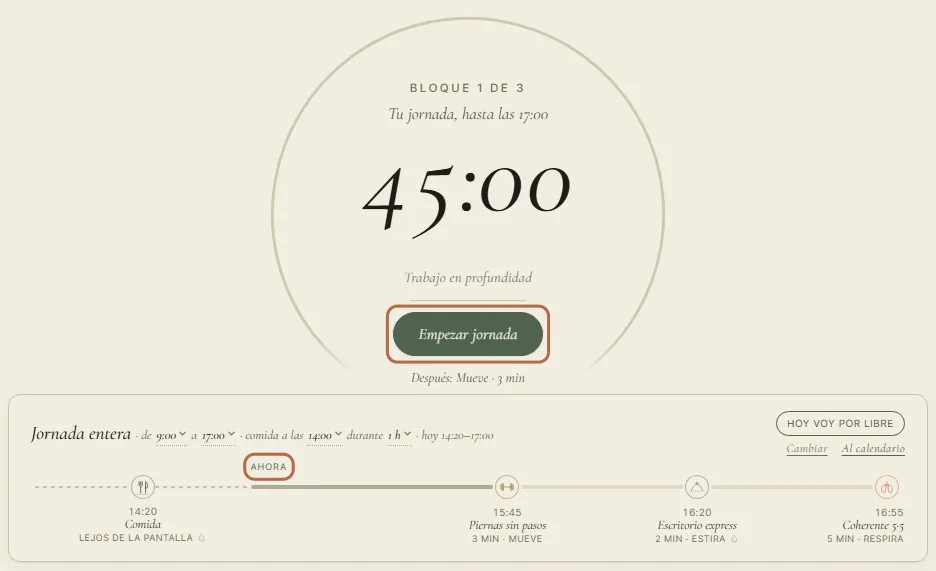 BLOQUE 1 DE 3
Tu jornada, hasta las 17:00
45:00
Trabajo en profundidad
Empezar jornada
Después: Mueve · 3 min
Jornada entera · de 9:00 a 17:00 · comida a las 14:00 durante 1 h · hoy 14:20–17:00
HOY VOY POR LIBRE
Cambiar Al calendario
AHORA
14:20
Comida
LEJOS DE LA PANTALLA
15:45
Piernas sin pasos
3 MIN · MUEVE
16:20
Escritorio express
2 MIN · ESTIRA
16:55
Coherente 5-5
5 MIN · RESPIRA